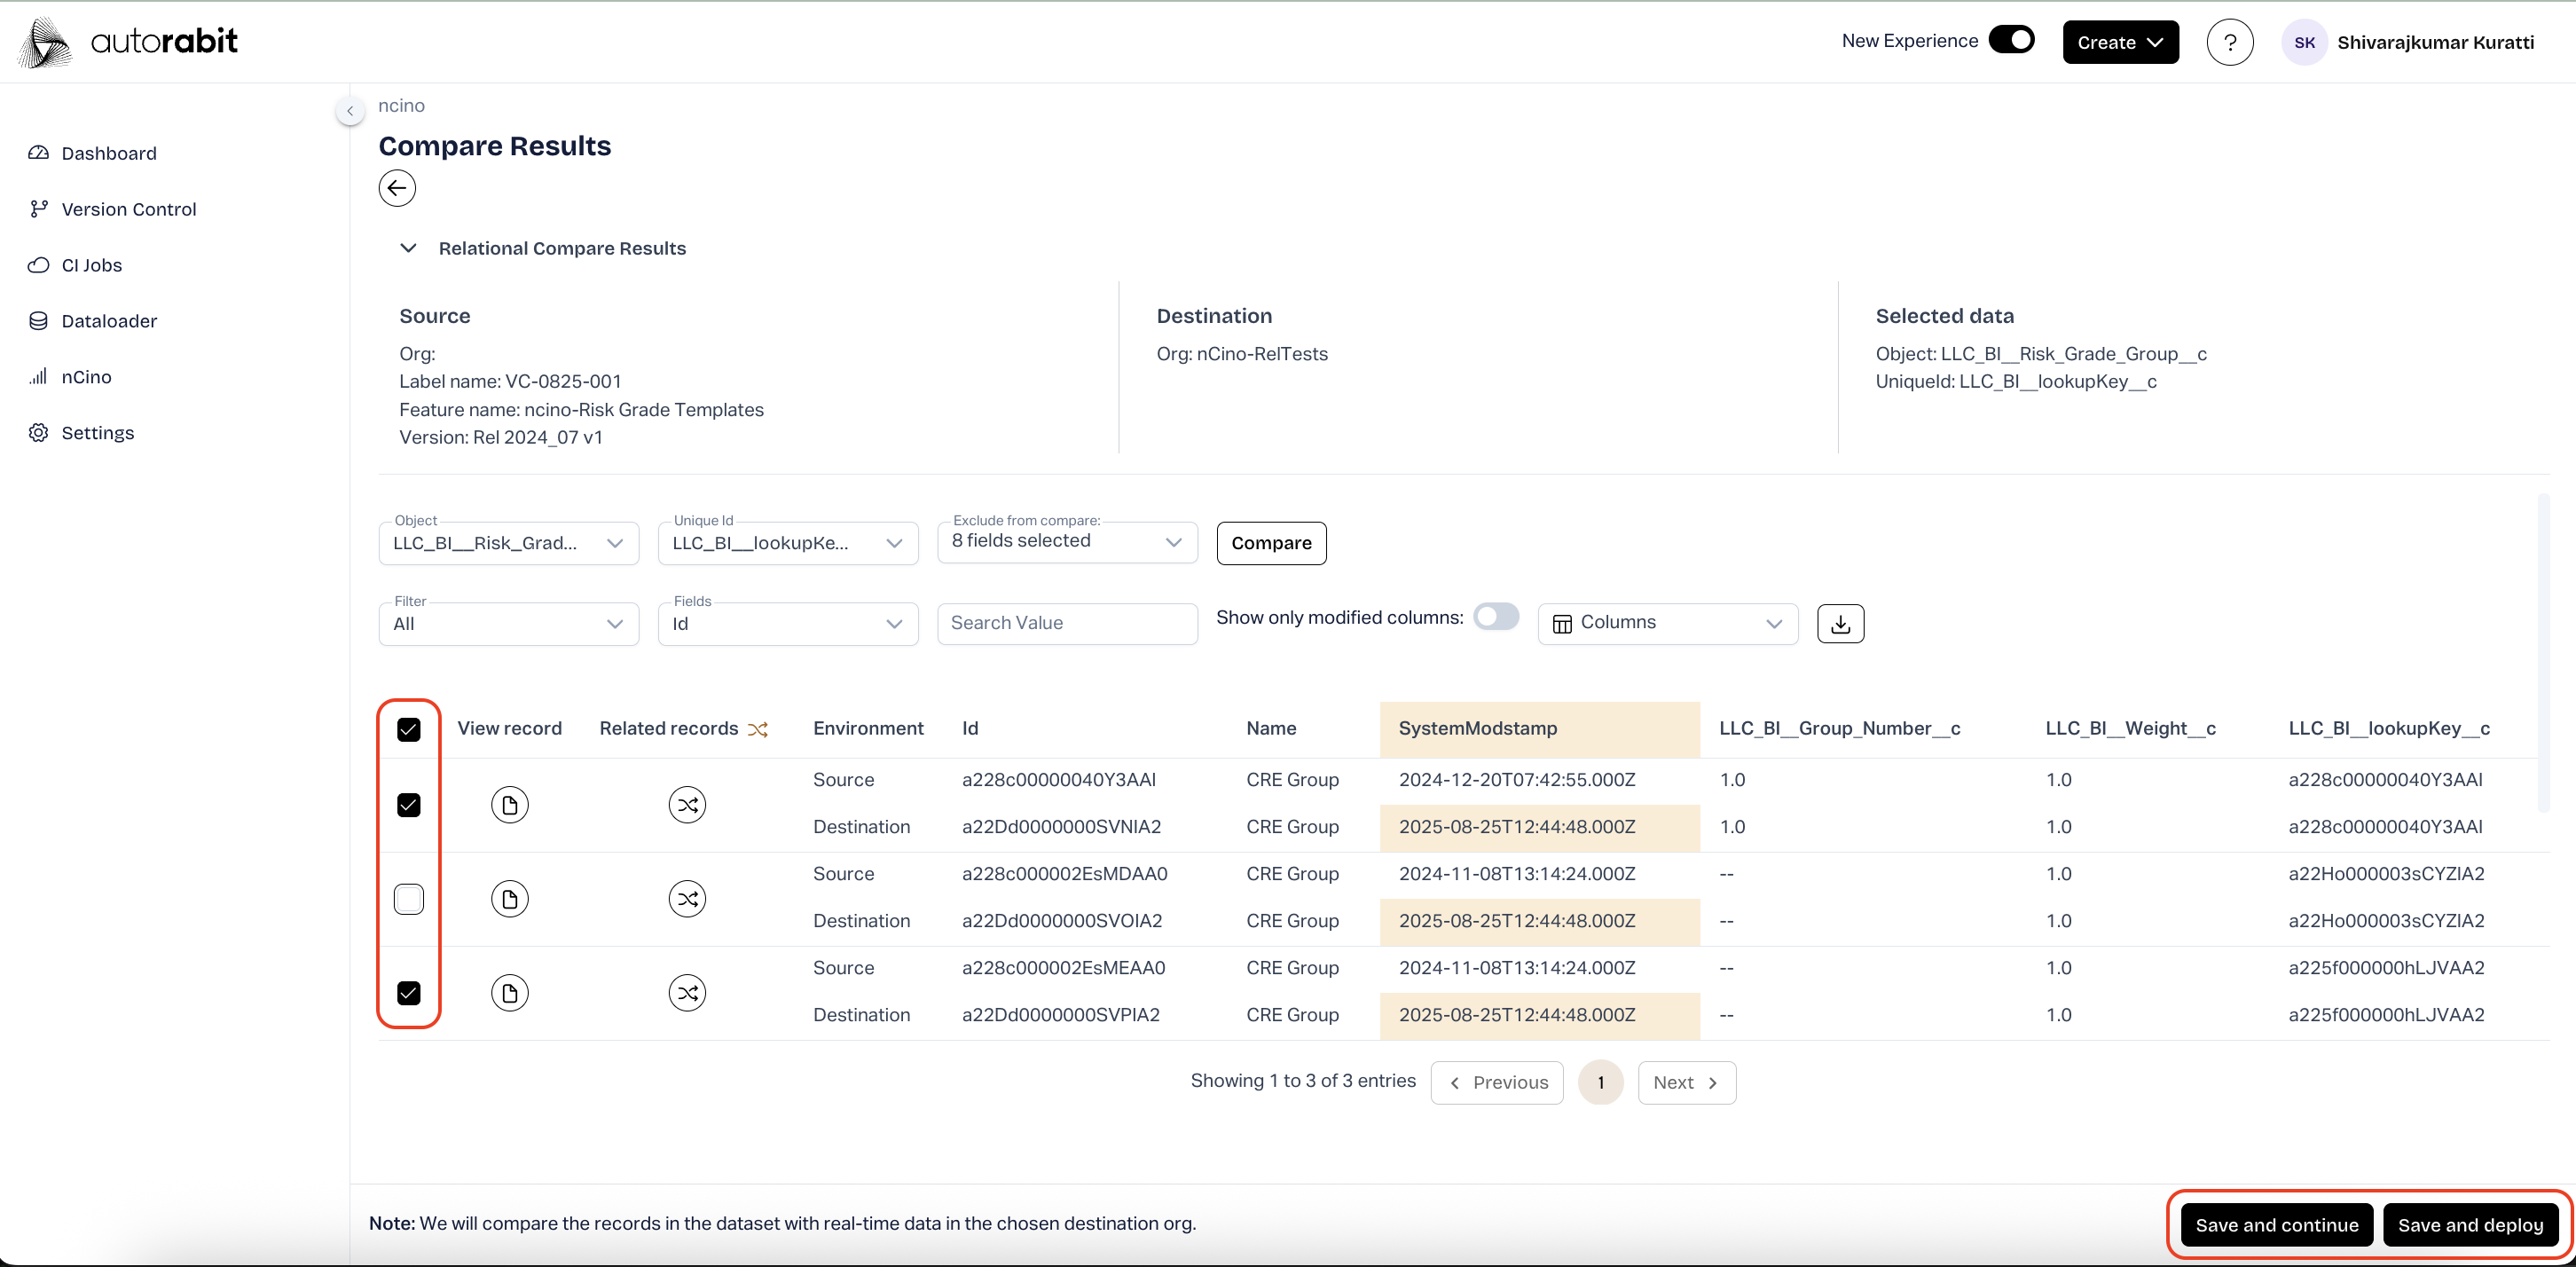 autorabit
New Experience
Create
?
SK
Shivarajkumar Kuratti
Dashboard
Version Control
CI Jobs
Dataloader
nCino
Settings
ncino
Compare Results
Relational Compare Results
Source
Org:
Label name: VC-0825-001
Feature name: ncino-Risk Grade Templates
Version: Rel 2024_07 v1
Destination
Org: nCino-RelTests
Selected data
Object: LLC_BI__Risk_Grade_Group__c
UniqueId: LLC_BI__lookupKey__c
Object
LLC_BI__Risk_Grad...
Unique Id
LLC_BI__lookupKe...
Exclude from compare:
8 fields selected
Compare
Filter
All
Fields
Id
Search Value
Show only modified columns:
Columns
View record Related records Environment Id Name SystemModstamp LLC_BI__Group_Number__c LLC_BI__Weight__c LLC_BI__lookupKey__c
Source a228c00000040Y3AAI CRE Group 2024-12-20T07:42:55.000Z 1.0 1.0 a228c00000040Y3AAI
Destination a22Dd0000000SVNIA2 CRE Group 2025-08-25T12:44:48.000Z 1.0 1.0 a228c00000040Y3AAI
Source a228c000002EsMDAA0 CRE Group 2024-11-08T13:14:24.000Z -- 1.0 a22Ho000003sCYZIA2
Destination a22Dd0000000SVOIA2 CRE Group 2025-08-25T12:44:48.000Z -- 1.0 a22Ho000003sCYZIA2
Source a228c000002EsMEAA0 CRE Group 2024-11-08T13:14:24.000Z -- 1.0 a225f000000hLJVAA2
Destination a22Dd0000000SVPIA2 CRE Group 2025-08-25T12:44:48.000Z -- 1.0 a225f000000hLJVAA2
Showing 1 to 3 of 3 entries
Previous
1
Next
Note: We will compare the records in the dataset with real-time data in the chosen destination org.
Save and continue
Save and deploy